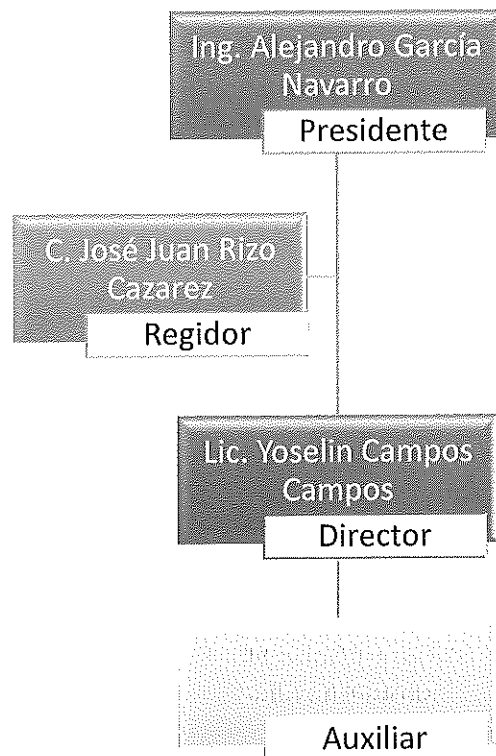 Ing. Alejandro García
Navarro
Presidente
C. José Juan Rizo
Cazarez
Regidor
Lic. Yoselin Campos
Campos
Director
Auxiliar